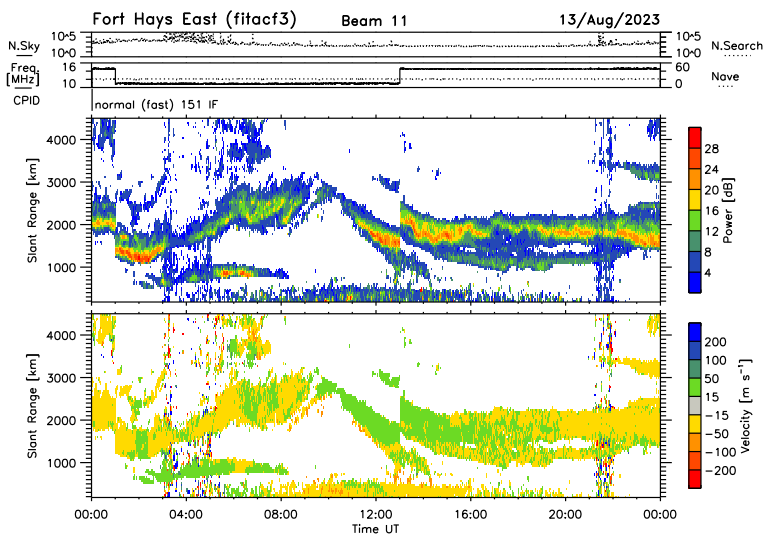 Fort Hays East (fitacf3) Beam 11 13/Aug/2023
N.Sky 10^5 10^0 10^5 10^0 N.Search
Freq. [MHz] 16 10 60 0 Nave
CPID normal (fast) 151 IF
Slant Range [km] 4000 3000 2000 1000
Power [dB] 28 24 20 16 12 8 4
Slant Range [km] 4000 3000 2000 1000
Velocity [m s⁻¹] 200 100 50 15 −15 −50 −100 −200
00:00 04:00 08:00 12:00 16:00 20:00 00:00
Time UT